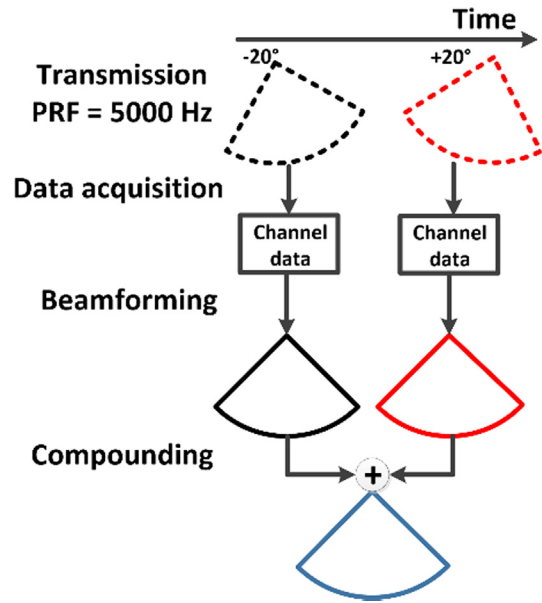 Time
-20° +20°
Transmission
PRF = 5000 Hz
Data acquisition
Channel data
Channel data
Beamforming
Compounding
+